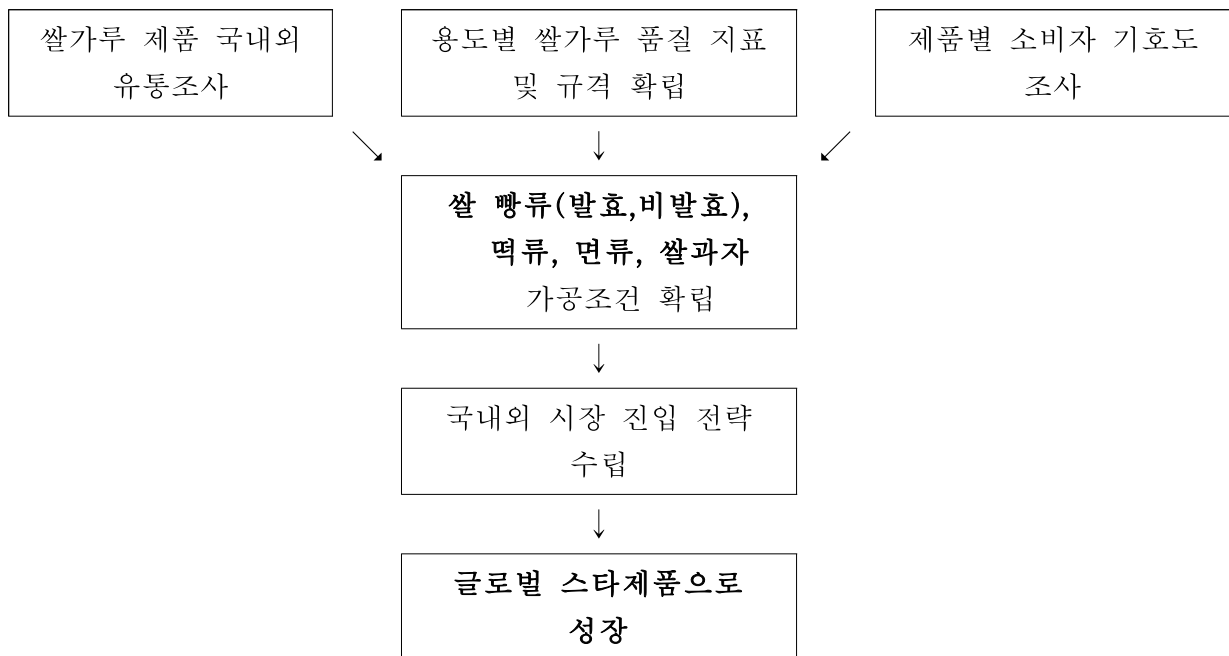 쌀가루 제품 국내외
유통조사
용도별 쌀가루 품질 지표
및 규격 확립
제품별 소비자 기호도
조사
쌀 빵류(발효,비발효),
떡류, 면류, 쌀과자
가공조건 확립
국내외 시장 진입 전략
수립
글로벌 스타제품으로
성장